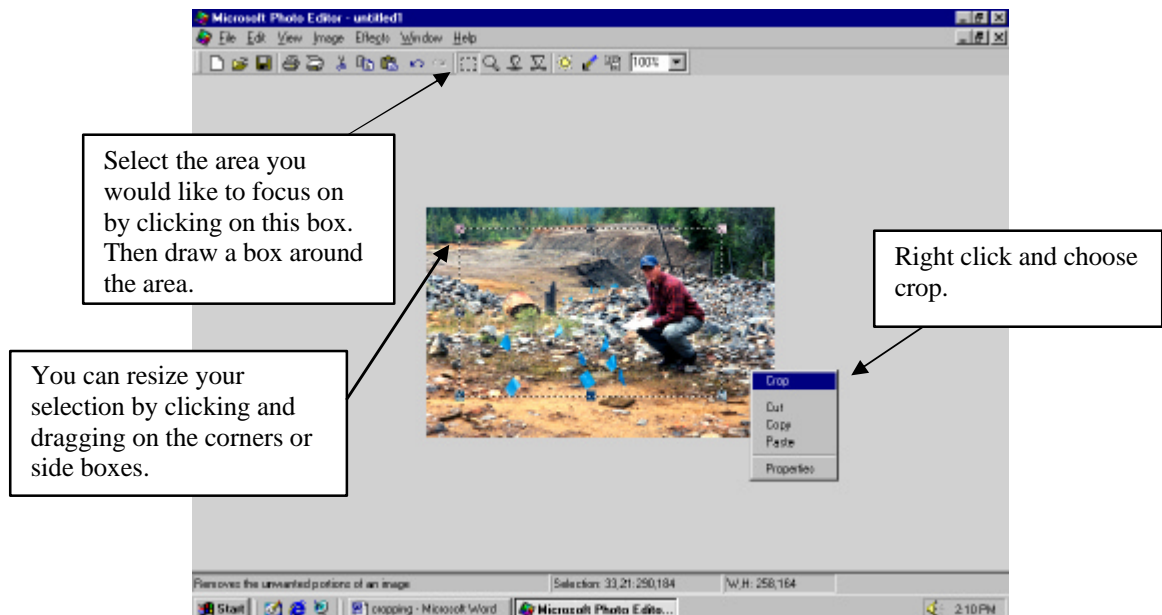 Microsoft Photo Editor - untitled1
File Edit View Image Effects Window Help
100%
Select the area you
would like to focus on
by clicking on this box.
Then draw a box around
the area.
Right click and choose
crop.
You can resize your
selection by clicking and
dragging on the corners or
side boxes.
Crop
Cut
Copy
Paste
Properties
Removes the unwanted portions of an image
Selection: 33,21:290,184
W,H: 258,164
Start
cropping - Microsoft Word
Microsoft Photo Edito...
2:10 PM